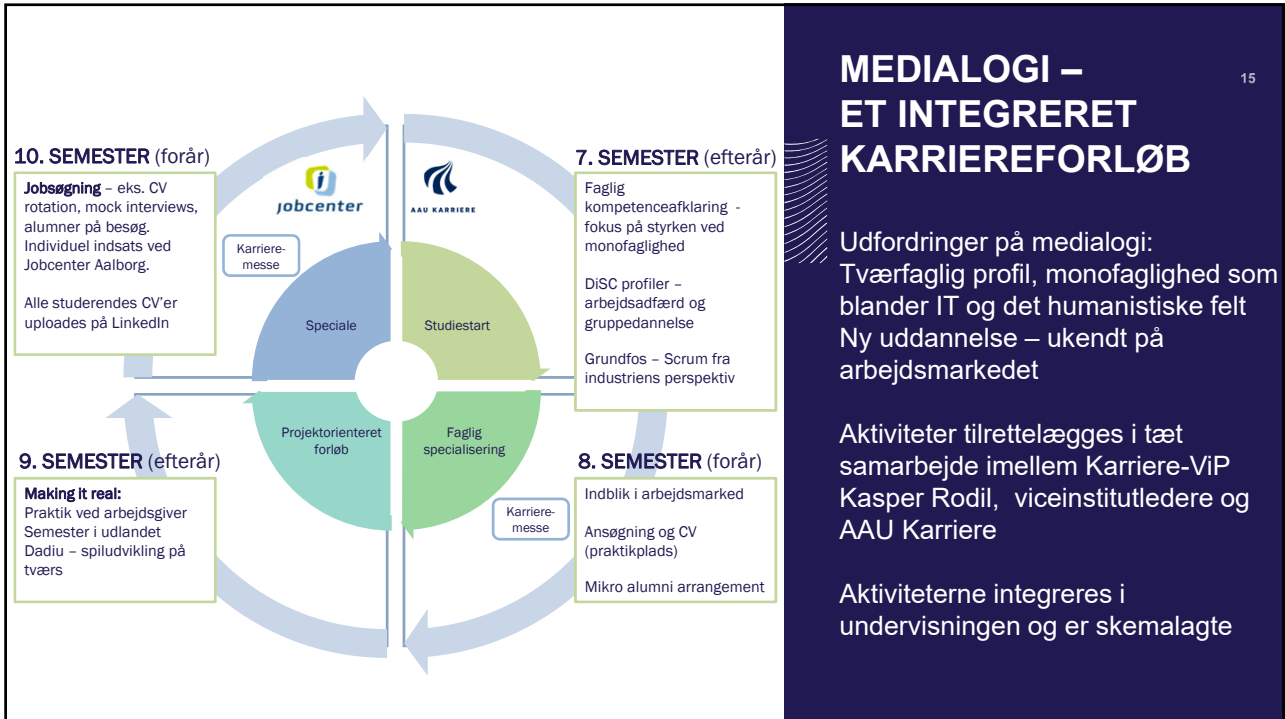 MEDIALOGI –
ET INTEGRERET
KARRIEREFORLØB
15
Udfordringer på medialogi:
Tværfaglig profil, monofaglighed som
blander IT og det humanistiske felt
Ny uddannelse – ukendt på
arbejdsmarkedet
Aktiviteter tilrettelægges i tæt
samarbejde imellem Karriere-ViP
Kasper Rodil, viceinstitutledere og
AAU Karriere
Aktiviteterne integreres i
undervisningen og er skemalagte
10. SEMESTER (forår)
Jobsøgning – eks. CV
rotation, mock interviews,
alumner på besøg.
Individuel indsats ved
Jobcenter Aalborg.
Alle studerendes CV'er
uploades på LinkedIn
jobcenter
AAU KARRIERE
Karriere-
messe
Speciale
Studiestart
7. SEMESTER (efterår)
Faglig
kompetenceafklaring -
fokus på styrken ved
monofaglighed
DiSC profiler –
arbejdsadfærd og
gruppedannelse
Grundfos – Scrum fra
industriens perspektiv
Projektorienteret
forløb
Faglig
specialisering
9. SEMESTER (efterår)
Making it real:
Praktik ved arbejdsgiver
Semester i udlandet
Dadiu – spiludvikling på
tværs
Karriere-
messe
8. SEMESTER (forår)
Indblik i arbejdsmarked
Ansøgning og CV
(praktikplads)
Mikro alumni arrangement